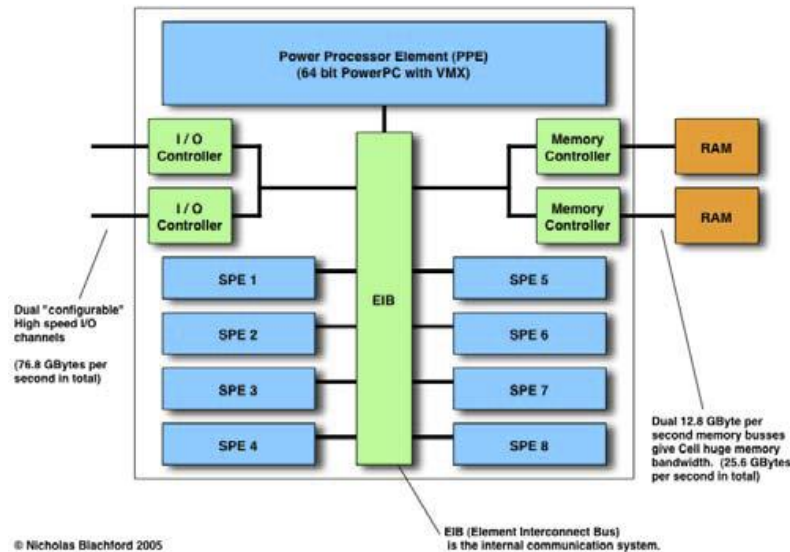 Power Processor Element (PPE)
(64 bit PowerPC with VMX)
I / O
Controller
Memory
Controller
RAM
I / O
Controller
Memory
Controller
RAM
SPE 1
SPE 5
EIB
SPE 2
SPE 6
SPE 3
SPE 7
SPE 4
SPE 8
Dual "configurable"
High speed I/O
channels
(76.8 GBytes per
second in total)
Dual 12.8 GByte per
second memory busses
give Cell huge memory
bandwidth. (25.6 GBytes
per second in total)
EIB (Element Interconnect Bus)
is the internal communication system.
© Nicholas Blachford 2005